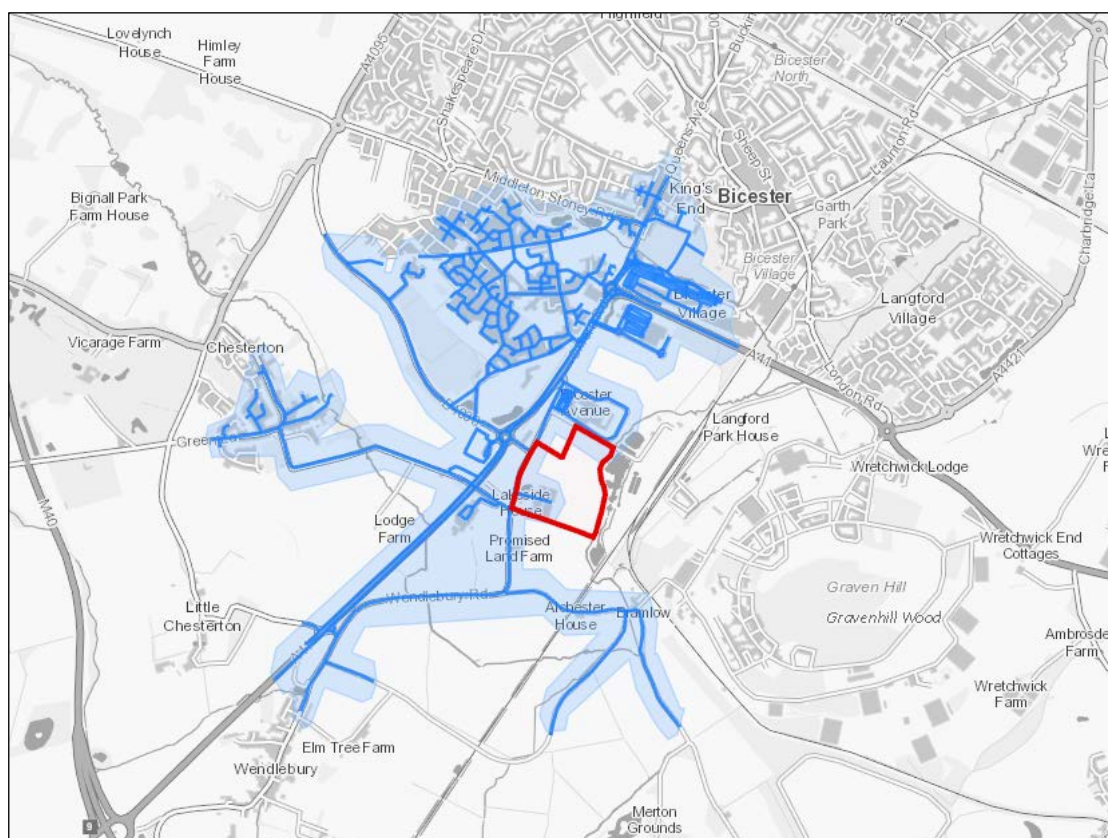 Lovelynch
House
Himley
Farm
House
A4095
Shakespeare Dr
Highfield
Bicester
North
Launton Rd
Charbridge La
Queens Ave
Sheep St
Middleton Stoney Rd
King's
End
Bicester
Garth
Park
Bignall Park
Farm House
Bicester
Village
Bicester
Village
Langford
Village
Vicarage Farm
Chesterton
A41
London Rd
A4421
Avenue
Langford
Park House
Wretchwick Lodge
M40
Lakeside
House
Lodge
Farm
Promised
Land Farm
Wretchwick End
Cottages
Graven Hill
Gravenhill Wood
Little
Chesterton
Wendlebury Rd
Alchester
House
Bramlow
Ambrosden
Farm
Wretchwick
Farm
Elm Tree Farm
Wendlebury
9
Merton
Grounds